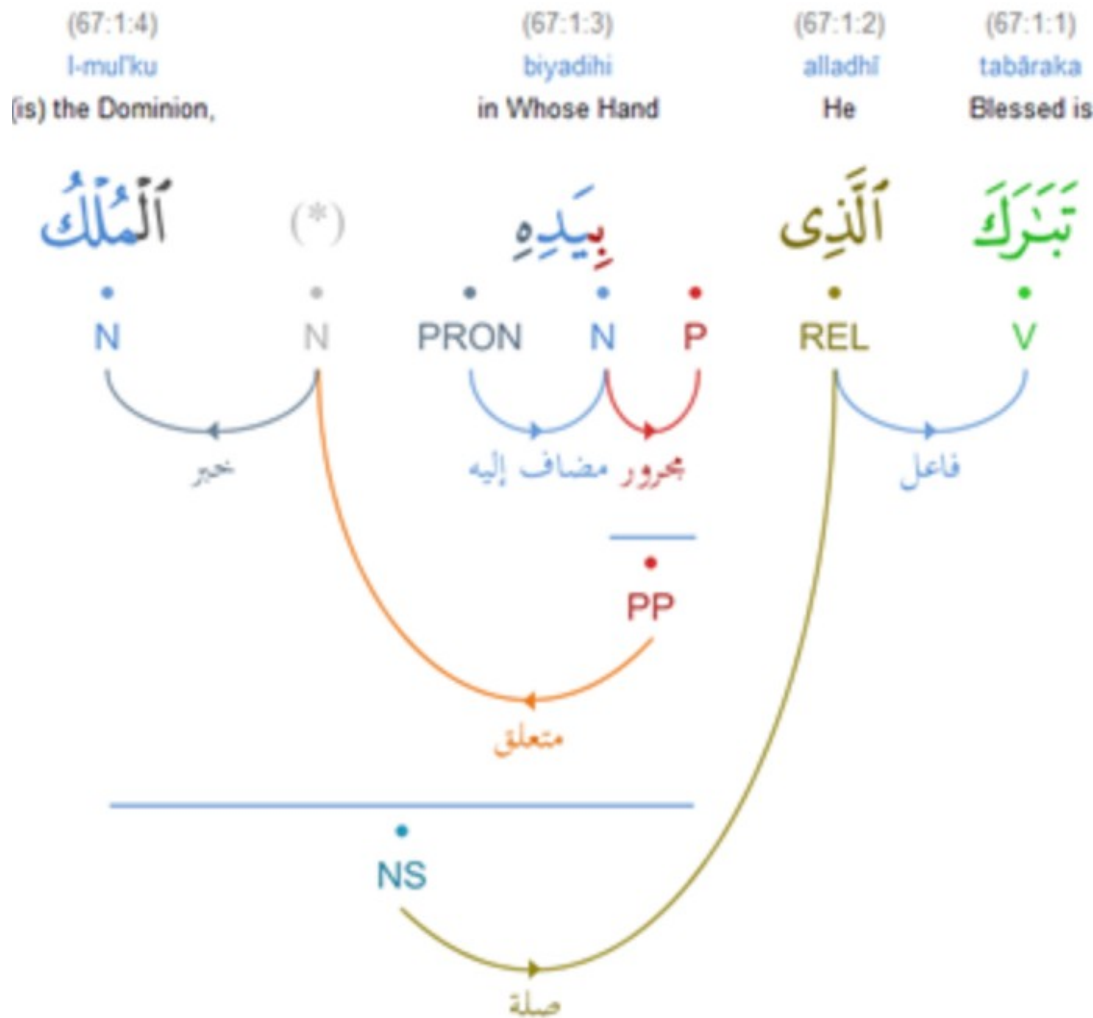 (67:1:4) (67:1:3) (67:1:2) (67:1:1)
l-mul'ku biyadihi alladhī tabāraka
(is) the Dominion, in Whose Hand He Blessed is
تَبَـٰرَكَ ٱلَّذِى بِيَدِهِ (*) ٱلْمُلْكُ
N N PRON N P REL V
خبر مضاف إليه مجرور فاعل
PP
متعلق
NS
صلة